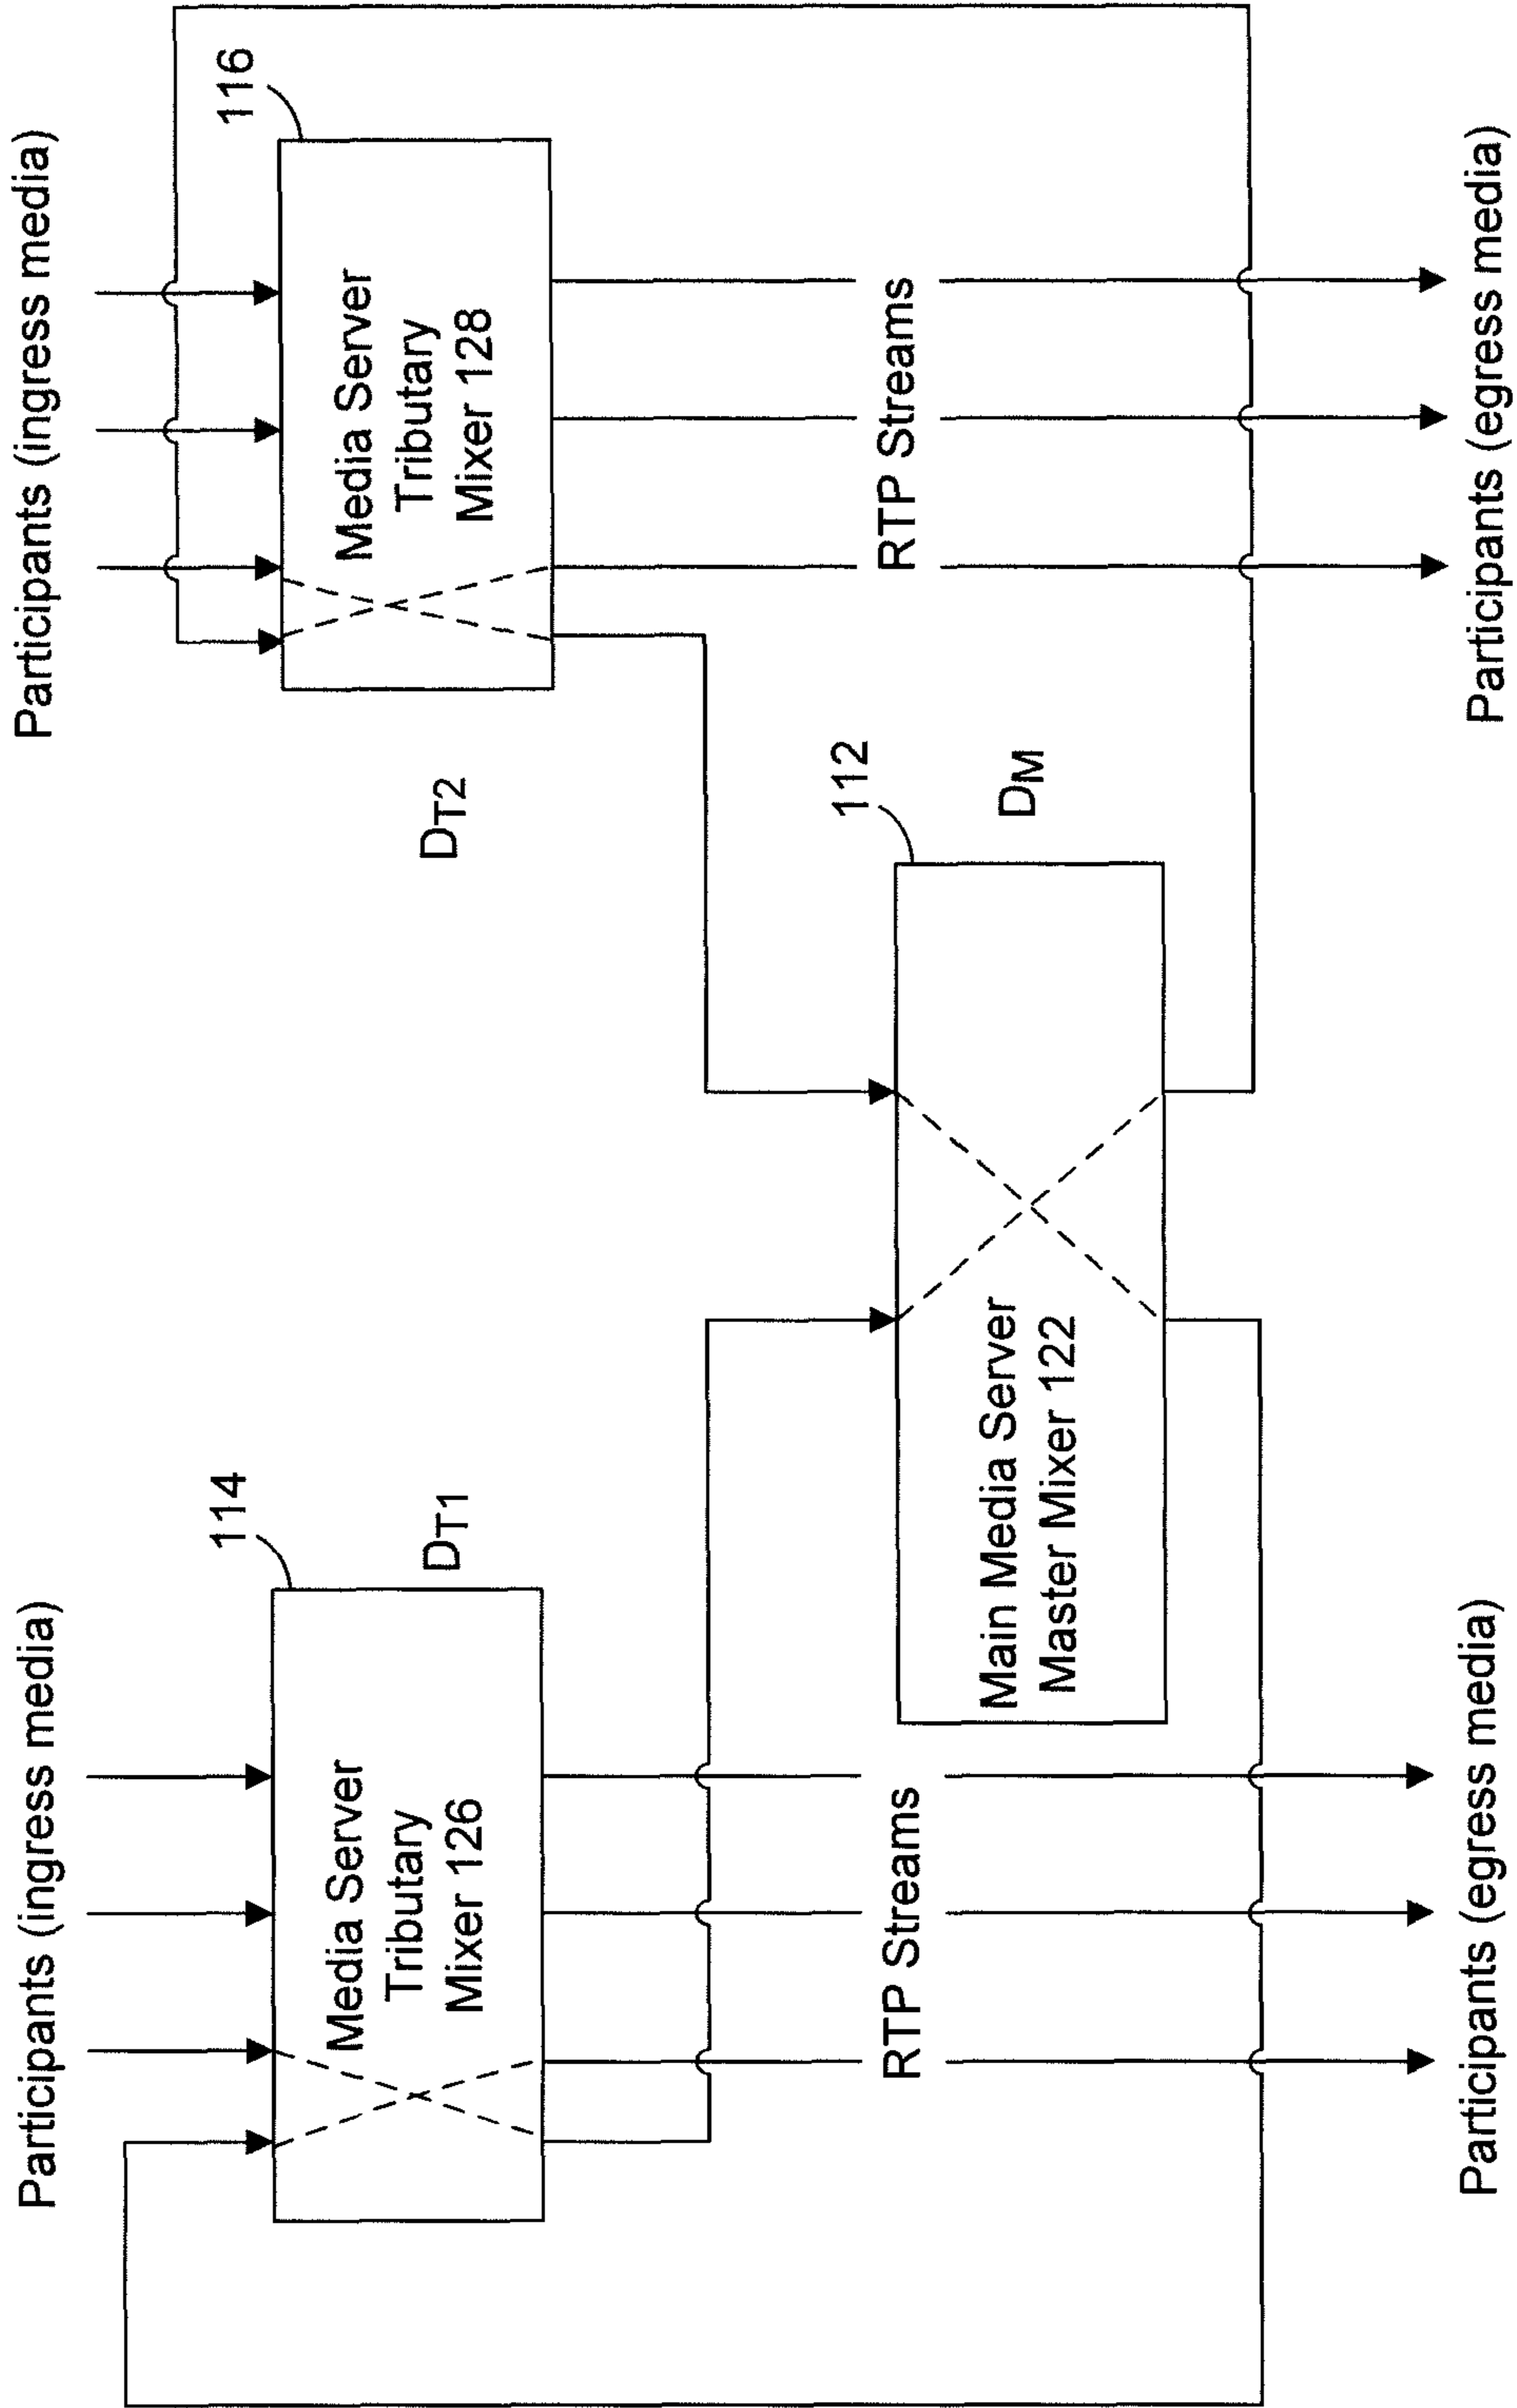 Participants (ingress media)
Participants (ingress media)
114
116
Media Server
Tributary
Mixer 126
DT1
Media Server
Tributary
Mixer 128
DT2
112
Main Media Server
Master Mixer 122
DM
RTP Streams
RTP Streams
Participants (egress media)
Participants (egress media)